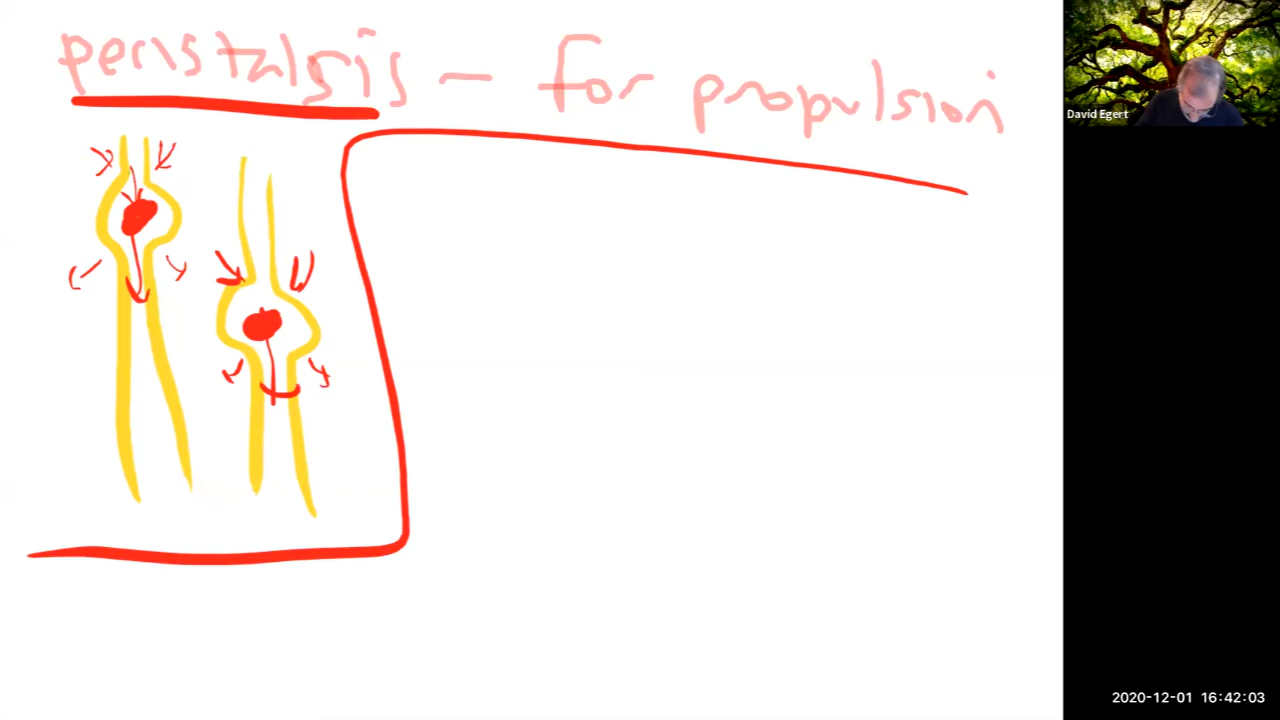 peristalsis – for propulsion
David Egert
2020-12-01 16:42:03